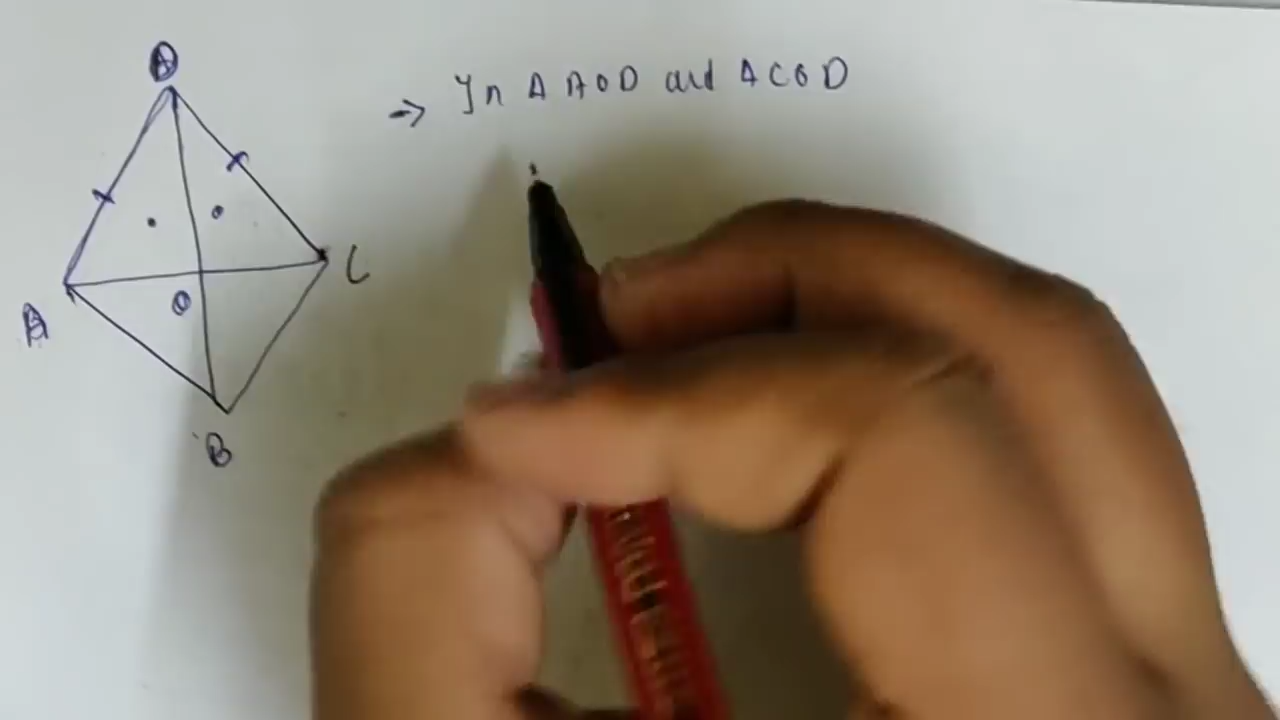 D
→ In Δ AOD and Δ COD
C
O
A
B